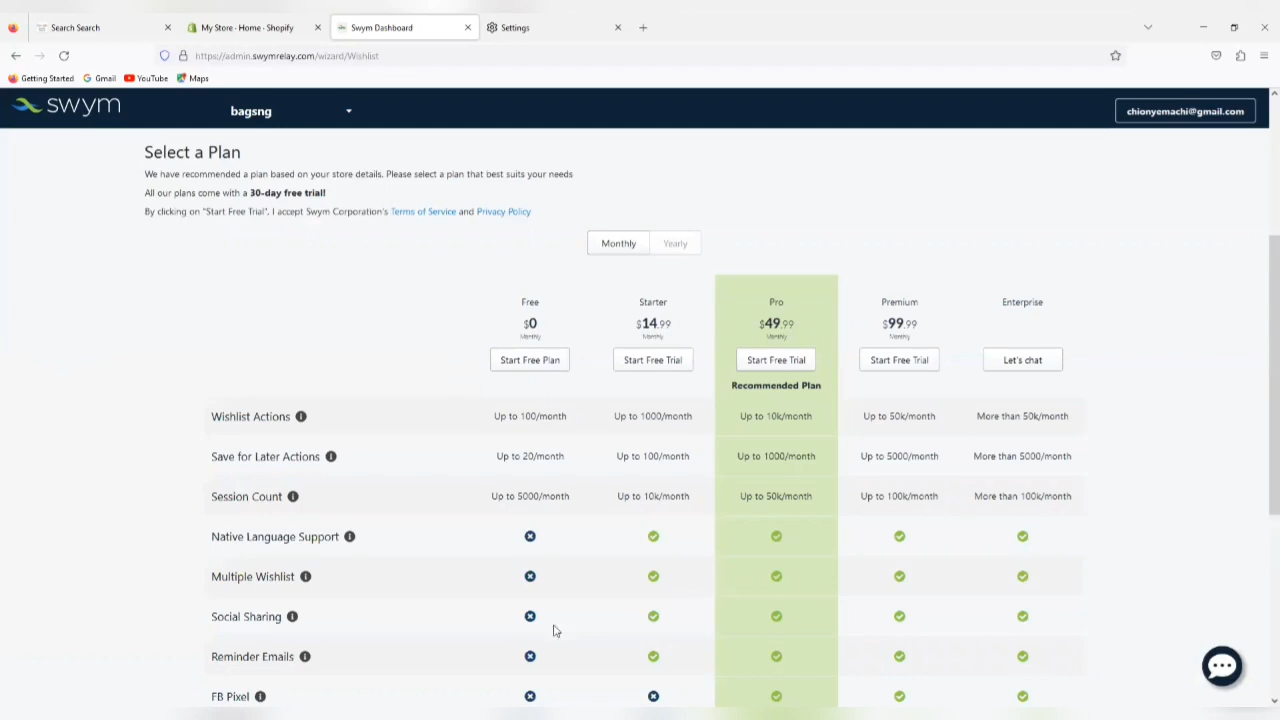 Search Search
My Store · Home · Shopify
Swym Dashboard
Settings
https://admin.swymrelay.com/wizard/Wishlist
Getting Started
Gmail
YouTube
Maps
swym
bagsng
chionyemachi@gmail.com
Select a Plan
We have recommended a plan based on your store details. Please select a plan that best suits your needs
All our plans come with a 30-day free trial!
By clicking on "Start Free Trial", I accept Swym Corporation's Terms of Service and Privacy Policy
Monthly Yearly
Free Starter Pro Premium Enterprise
$0 $14.99 $49.99 $99.99
Monthly Monthly Monthly Monthly
Start Free Plan Start Free Trial Start Free Trial Start Free Trial Let's chat
Recommended Plan
Wishlist Actions Up to 100/month Up to 1000/month Up to 10k/month Up to 50k/month More than 50k/month
Save for Later Actions Up to 20/month Up to 100/month Up to 1000/month Up to 5000/month More than 5000/month
Session Count Up to 5000/month Up to 10k/month Up to 50k/month Up to 100k/month More than 100k/month
Native Language Support
Multiple Wishlist
Social Sharing
Reminder Emails
FB Pixel